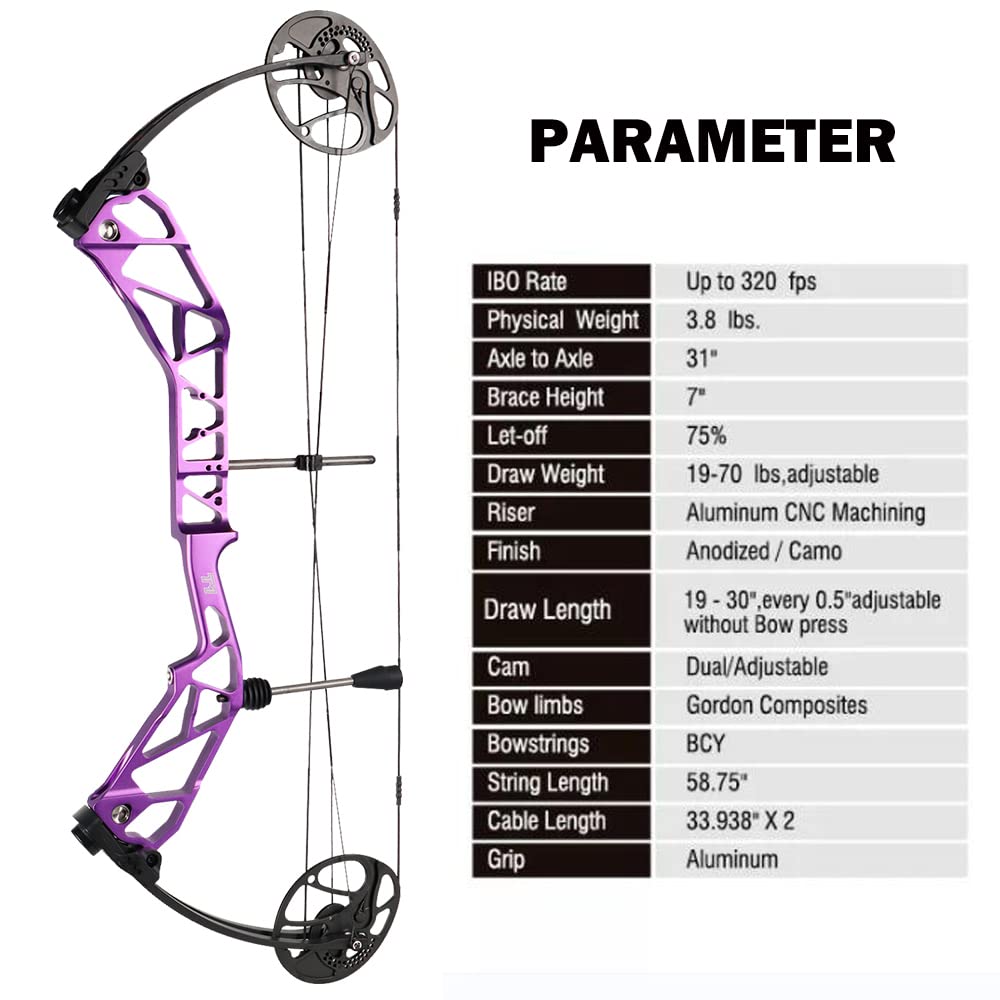 PARAMETER
IBO Rate Up to 320 fps
Physical Weight 3.8 lbs.
Axle to Axle 31"
Brace Height 7"
Let-off 75%
Draw Weight 19-70 lbs,adjustable
Riser Aluminum CNC Machining
Finish Anodized / Camo
Draw Length 19 - 30",every 0.5"adjustable
without Bow press
Cam Dual/Adjustable
Bow limbs Gordon Composites
Bowstrings BCY
String Length 58.75"
Cable Length 33.938" X 2
Grip Aluminum